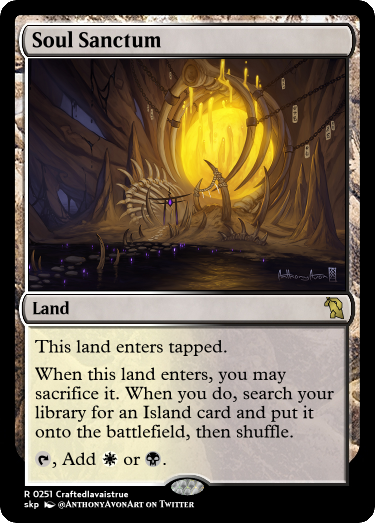 Soul Sanctum
Anthony Avon
Land
This land enters tapped.
When this land enters, you may
sacrifice it. When you do, search your
library for an Island card and put it
onto the battlefield, then shuffle.
, Add or .
R 0251 Craftedlavaistrue
skp @AnthonyAvonArt on Twitter